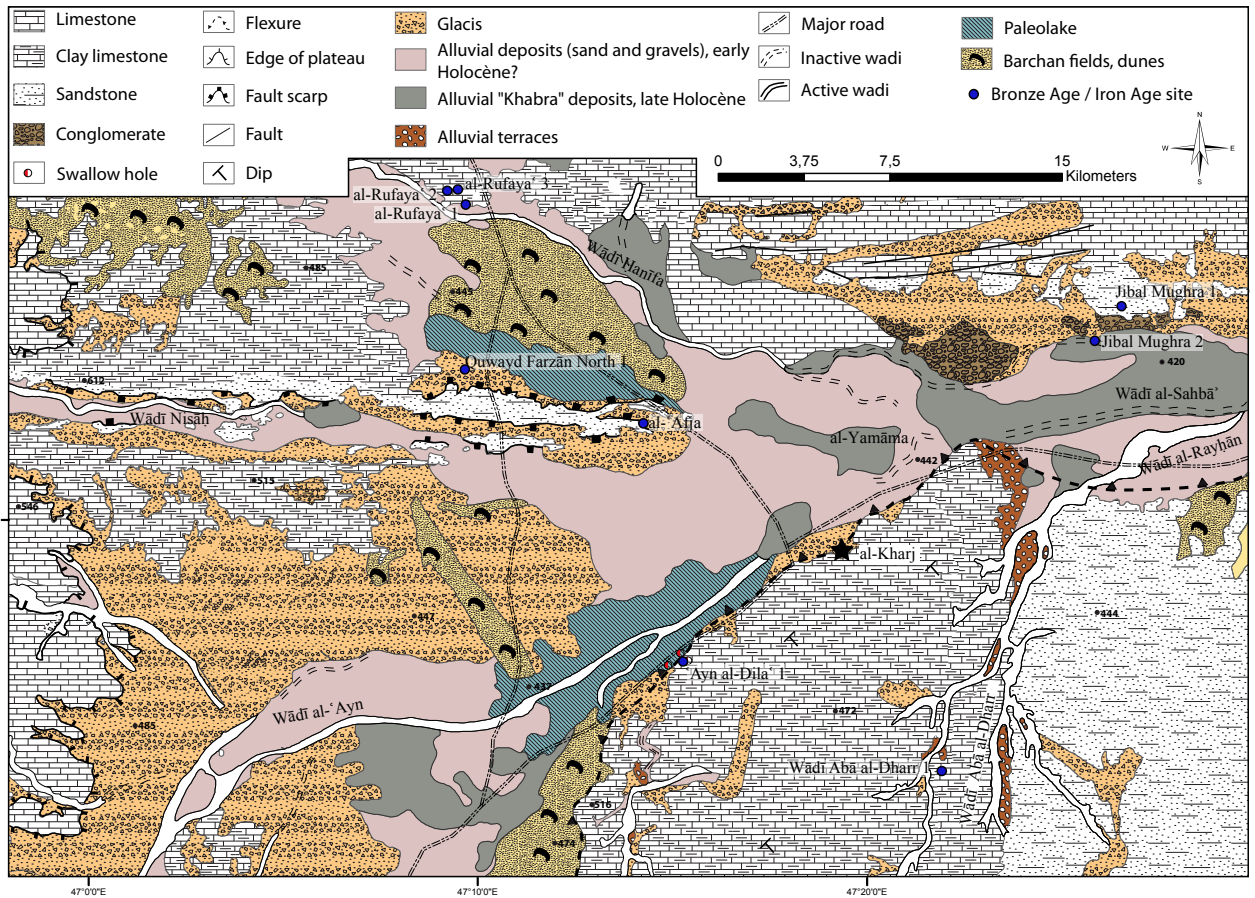 Limestone
Clay limestone
Sandstone
Conglomerate
Swallow hole
Flexure
Edge of plateau
Fault scarp
Fault
Dip
Glacis
Alluvial deposits (sand and gravels), early
Holocène?
Alluvial "Khabra" deposits, late Holocène
Alluvial terraces
Major road
Inactive wadi
Active wadi
Paleolake
Barchan fields, dunes
Bronze Age / Iron Age site
N
W
E
S
0
3,75
7,5
15
Kilometers
al-Rufaya' 2
al-Rufaya' 3
al-Rufaya' 1
Wādī Ḥanīfa
485
443
Jibal Mughra 1
Jibal Mughra 2
420
Quwayd Farzān North 1
612
Wādī Nisāḥ
al- 'Afja
Wādī al-Sahbā'
al-Yamāma
442
Wādī al-Rayḥān
515
546
al-Kharj
447
444
'Ayn al-Dila' 1
437
Wādī al-'Ayn
485
472
Wādī Abā al-Dharr
Wādī Abā al-Dharr
516
474
47°0'0"E
47°10'0"E
47°20'0"E